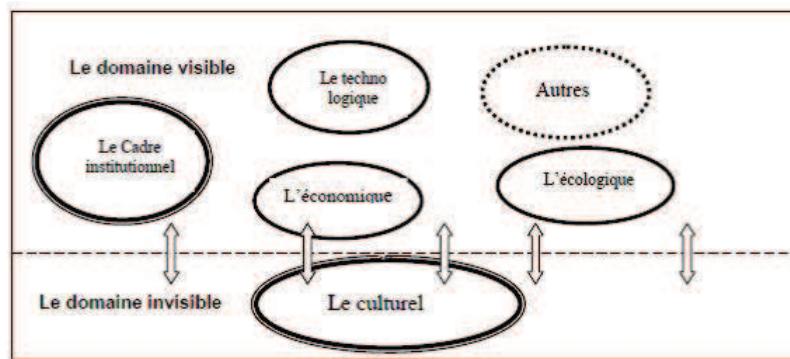 Le domaine visible
Le techno
logique
Autres
Le Cadre
institutionnel
L'économique
L'écologique
Le domaine invisible
Le culturel